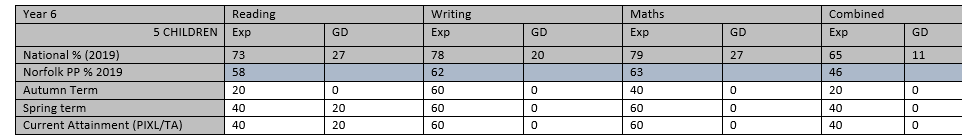 Year 6 Reading Writing Maths Combined
5 CHILDREN Exp GD Exp GD Exp GD Exp GD
National % (2019) 73 27 78 20 79 27 65 11
Norfolk PP % 2019 58 62 63 46
Autumn Term 20 0 60 0 40 0 20 0
Spring term 40 20 60 0 60 0 40 0
Current Attainment (PIXL/TA) 40 20 60 0 60 0 40 0